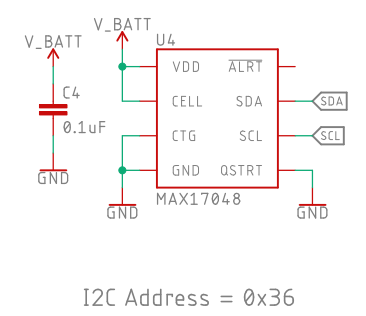 V_BATT
V_BATT
U4
VDD
ALRT
C4
CELL
SDA
SDA
0.1uF
CTG
SCL
SCL
GND
GND
QSTRT
MAX17048
GND
GND
I2C Address = 0x36